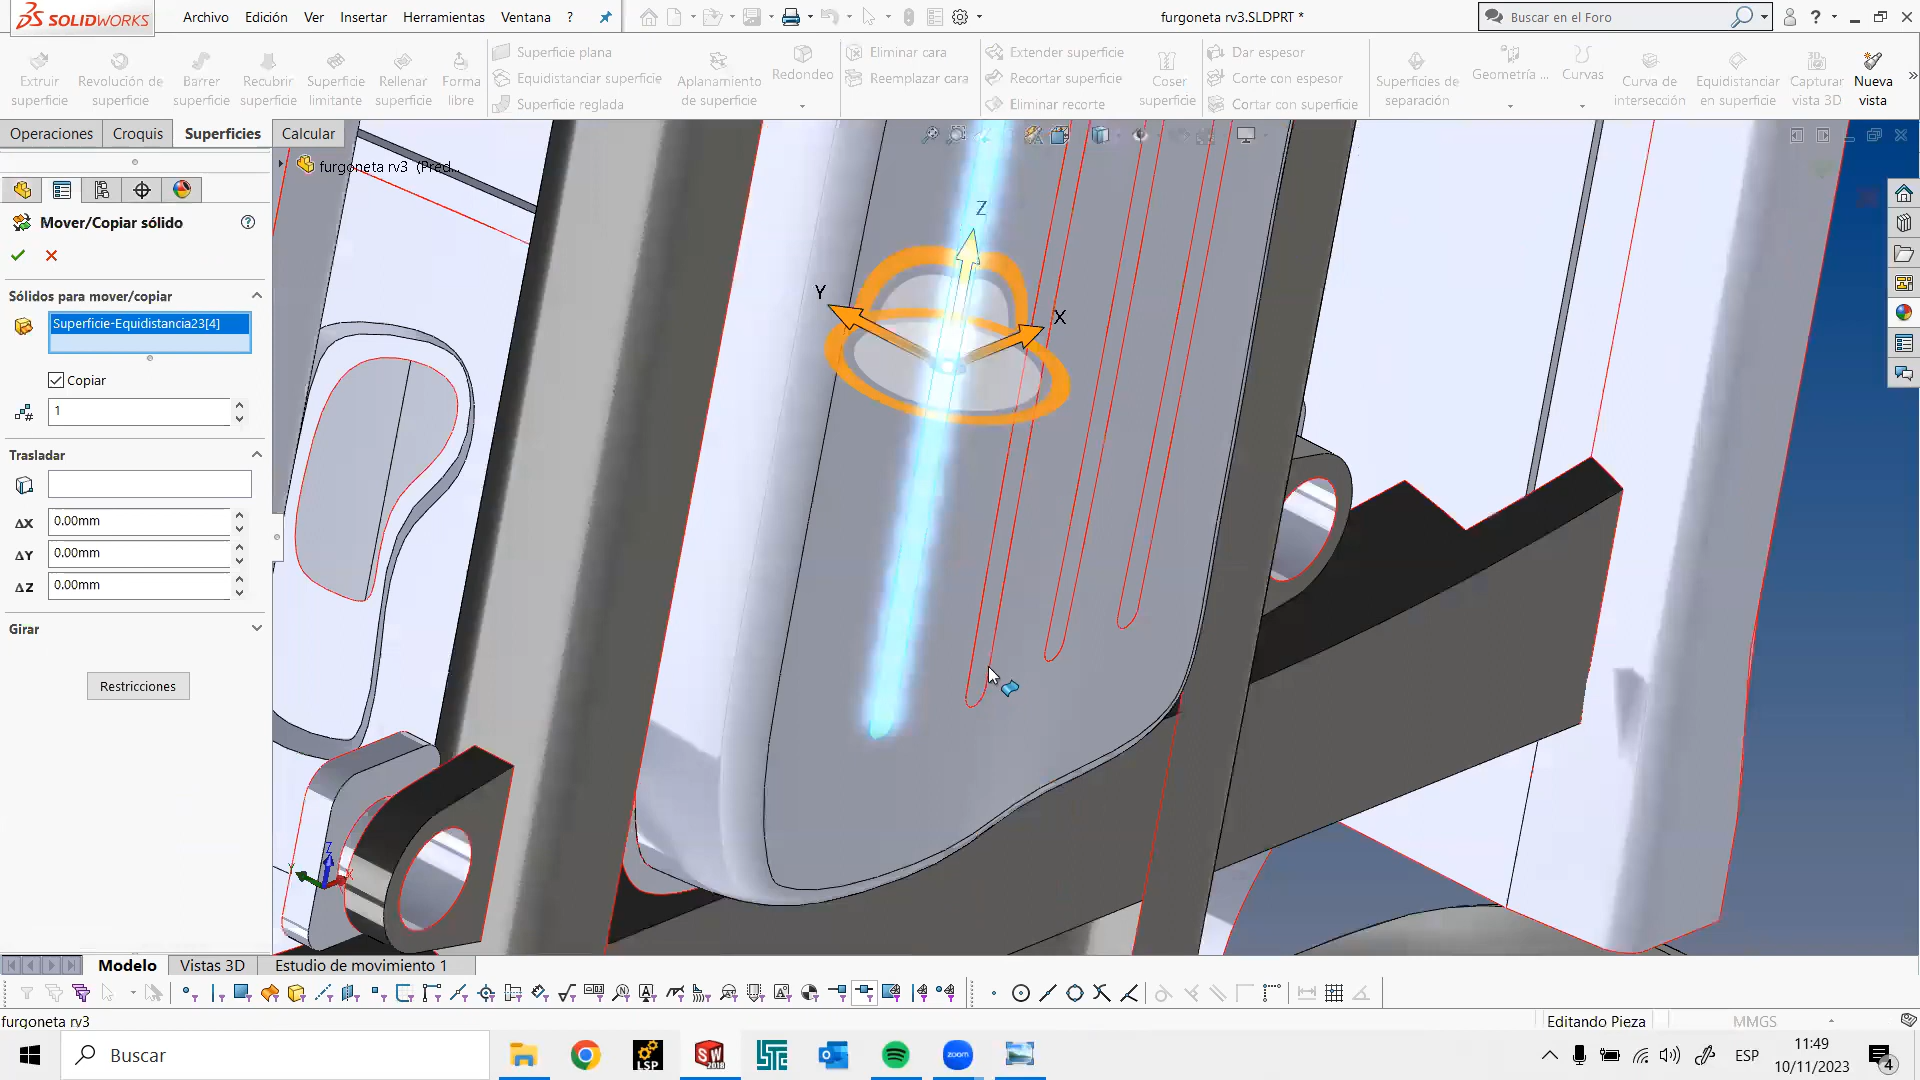 SOLIDWORKS
Archivo Edición Ver Insertar Herramientas Ventana ?
furgoneta rv3.SLDPRT *
Buscar en el Foro
Extruir superficie
Revolución de superficie
Barrer superficie
Recubrir superficie
Superficie limitante
Rellenar superficie
Forma libre
Superficie plana
Equidistanciar superficie
Superficie reglada
Aplanamiento de superficie
Redondeo
Eliminar cara
Reemplazar cara
Extender superficie
Recortar superficie
Eliminar recorte
Coser superficie
Dar espesor
Corte con espesor
Cortar con superficie
Superficies de separación
Geometría ...
Curvas
Curva de intersección
Equidistanciar en superficie
Capturar vista 3D
Nueva vista
Operaciones Croquis Superficies Calcular
furgoneta rv3 (Pred...
Mover/Copiar sólido
Sólidos para mover/copiar
Superficie-Equidistancia23[4]
Copiar
1
Trasladar
ΔX 0.00mm
ΔY 0.00mm
ΔZ 0.00mm
Girar
Restricciones
Z
Y
X
Z
Y
X
Modelo Vistas 3D Estudio de movimiento 1
furgoneta rv3
Editando Pieza
MMGS
Buscar
LSP
SW
2018
zoom
ESP
11:49
10/11/2023
4